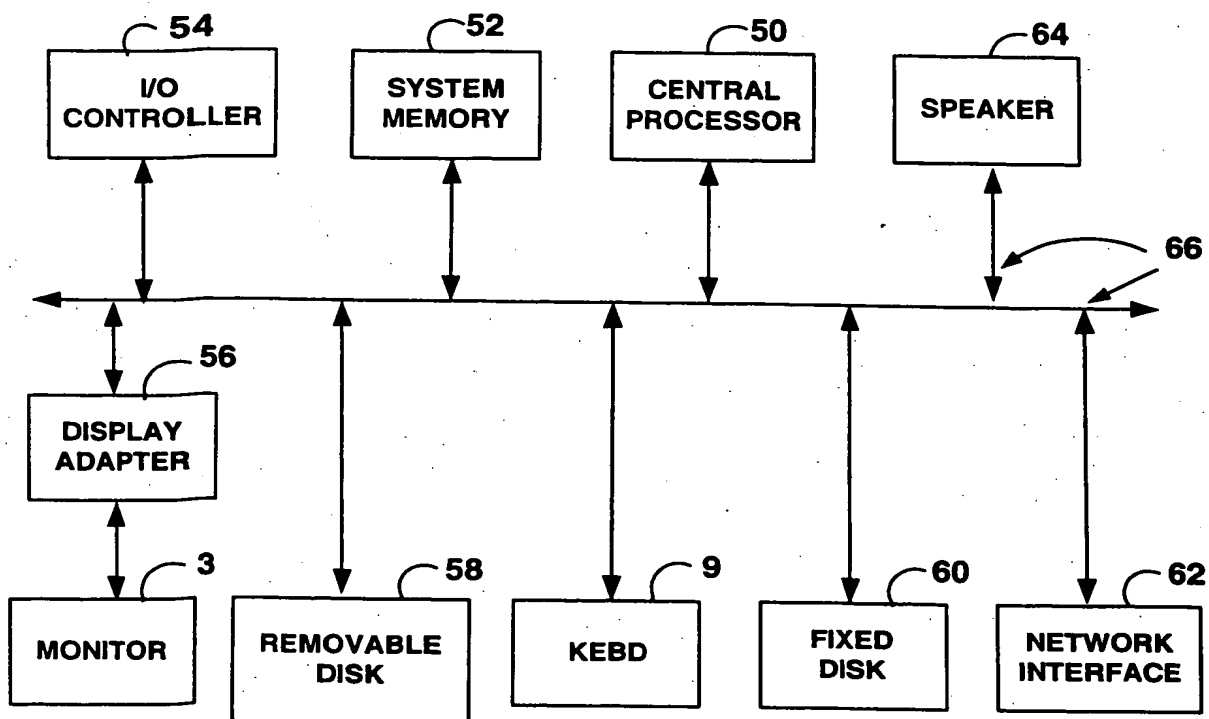 54
52
50
64
I/O
CONTROLLER
SYSTEM
MEMORY
CENTRAL
PROCESSOR
SPEAKER
66
56
DISPLAY
ADAPTER
3
58
9
60
62
MONITOR
REMOVABLE
DISK
KEBD
FIXED
DISK
NETWORK
INTERFACE